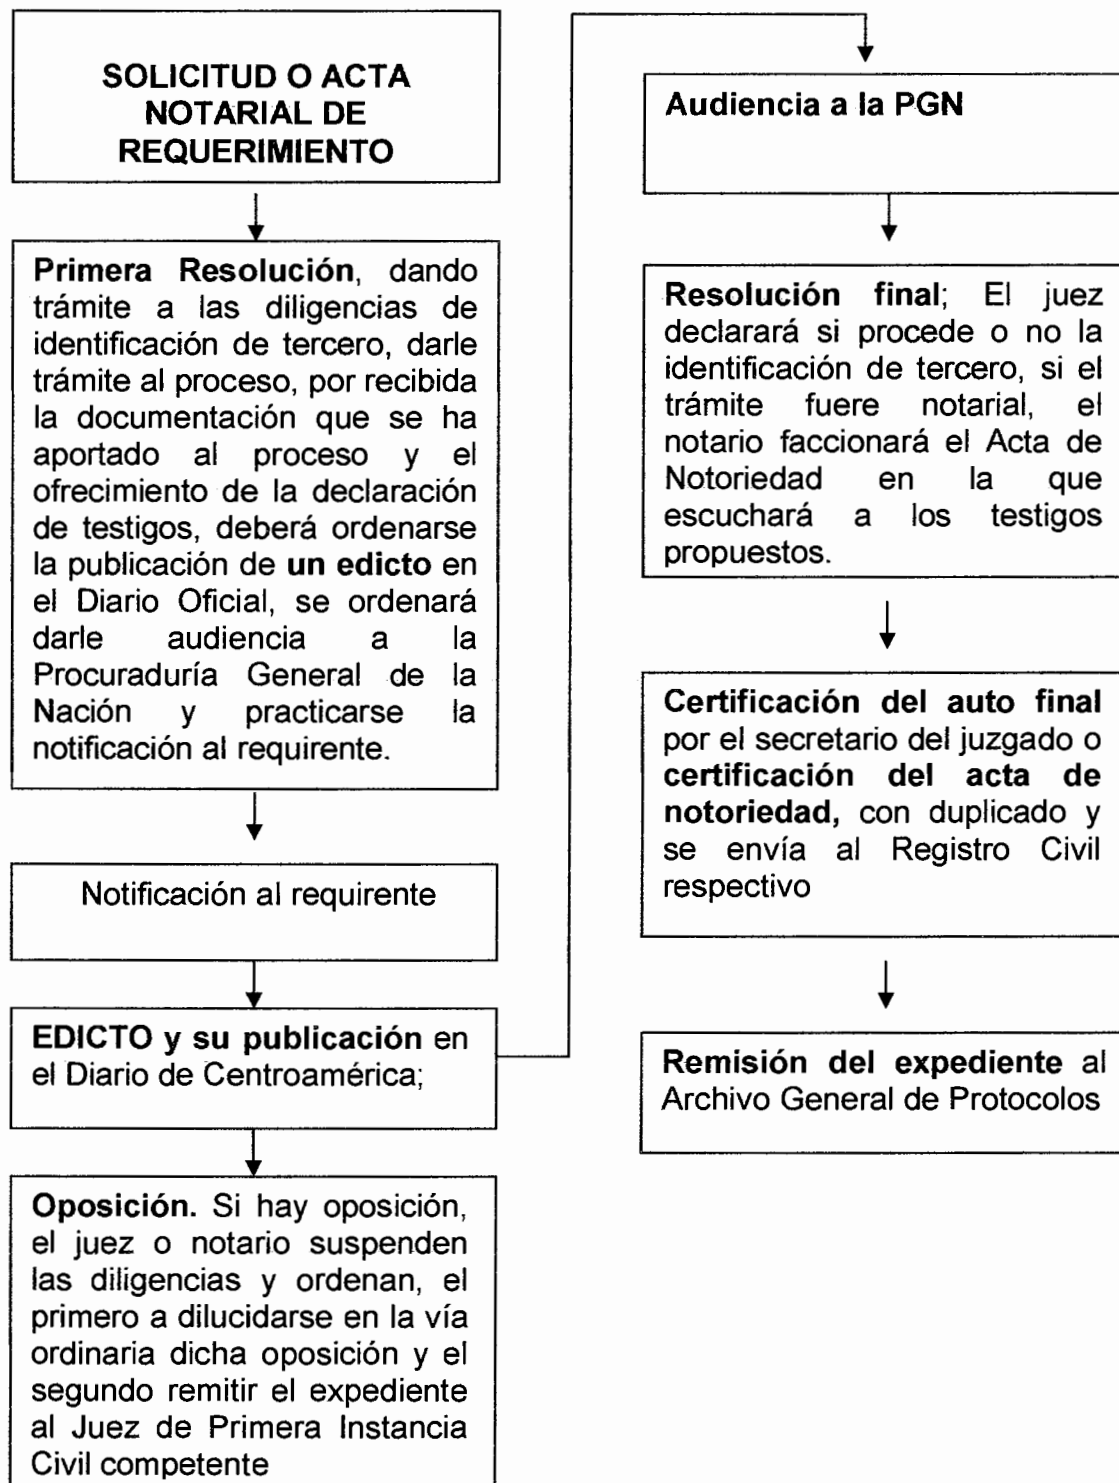 SOLICITUD O ACTA
NOTARIAL DE
REQUERIMIENTO
Primera Resolución, dando
trámite a las diligencias de
identificación de tercero, darle
trámite al proceso, por recibida
la documentación que se ha
aportado al proceso y el
ofrecimiento de la declaración
de testigos, deberá ordenarse
la publicación de un edicto en
el Diario Oficial, se ordenará
darle audiencia a la
Procuraduría General de la
Nación y practicarse la
notificación al requirente.
Notificación al requirente
EDICTO y su publicación en
el Diario de Centroamérica;
Oposición. Si hay oposición,
el juez o notario suspenden
las diligencias y ordenan, el
primero a dilucidarse en la vía
ordinaria dicha oposición y el
segundo remitir el expediente
al Juez de Primera Instancia
Civil competente
Audiencia a la PGN
Resolución final; El juez
declarará si procede o no la
identificación de tercero, si el
trámite fuere notarial, el
notario faccionará el Acta de
Notoriedad en la que
escuchará a los testigos
propuestos.
Certificación del auto final
por el secretario del juzgado o
certificación del acta de
notoriedad, con duplicado y
se envía al Registro Civil
respectivo
Remisión del expediente al
Archivo General de Protocolos